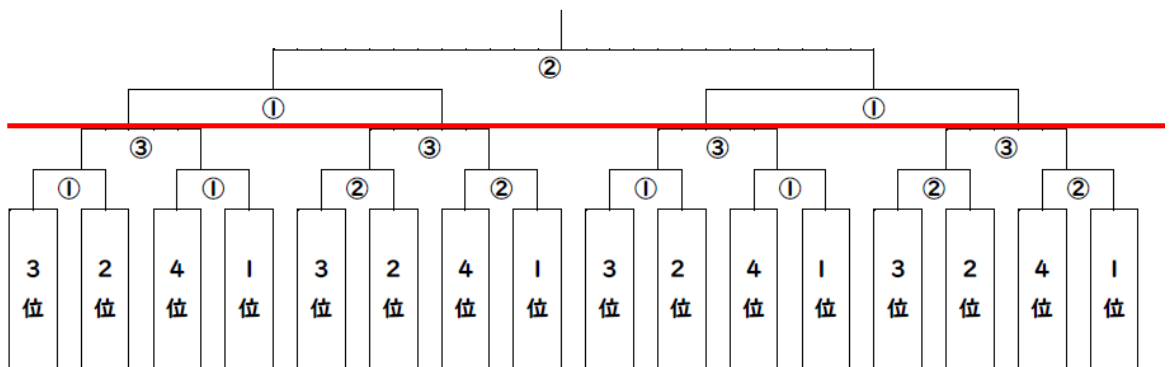 ②
① ①
③ ③ ③ ③
① ① ② ② ① ① ② ②
3位 2位 4位 1位 3位 2位 4位 1位 3位 2位 4位 1位 3位 2位 4位 1位